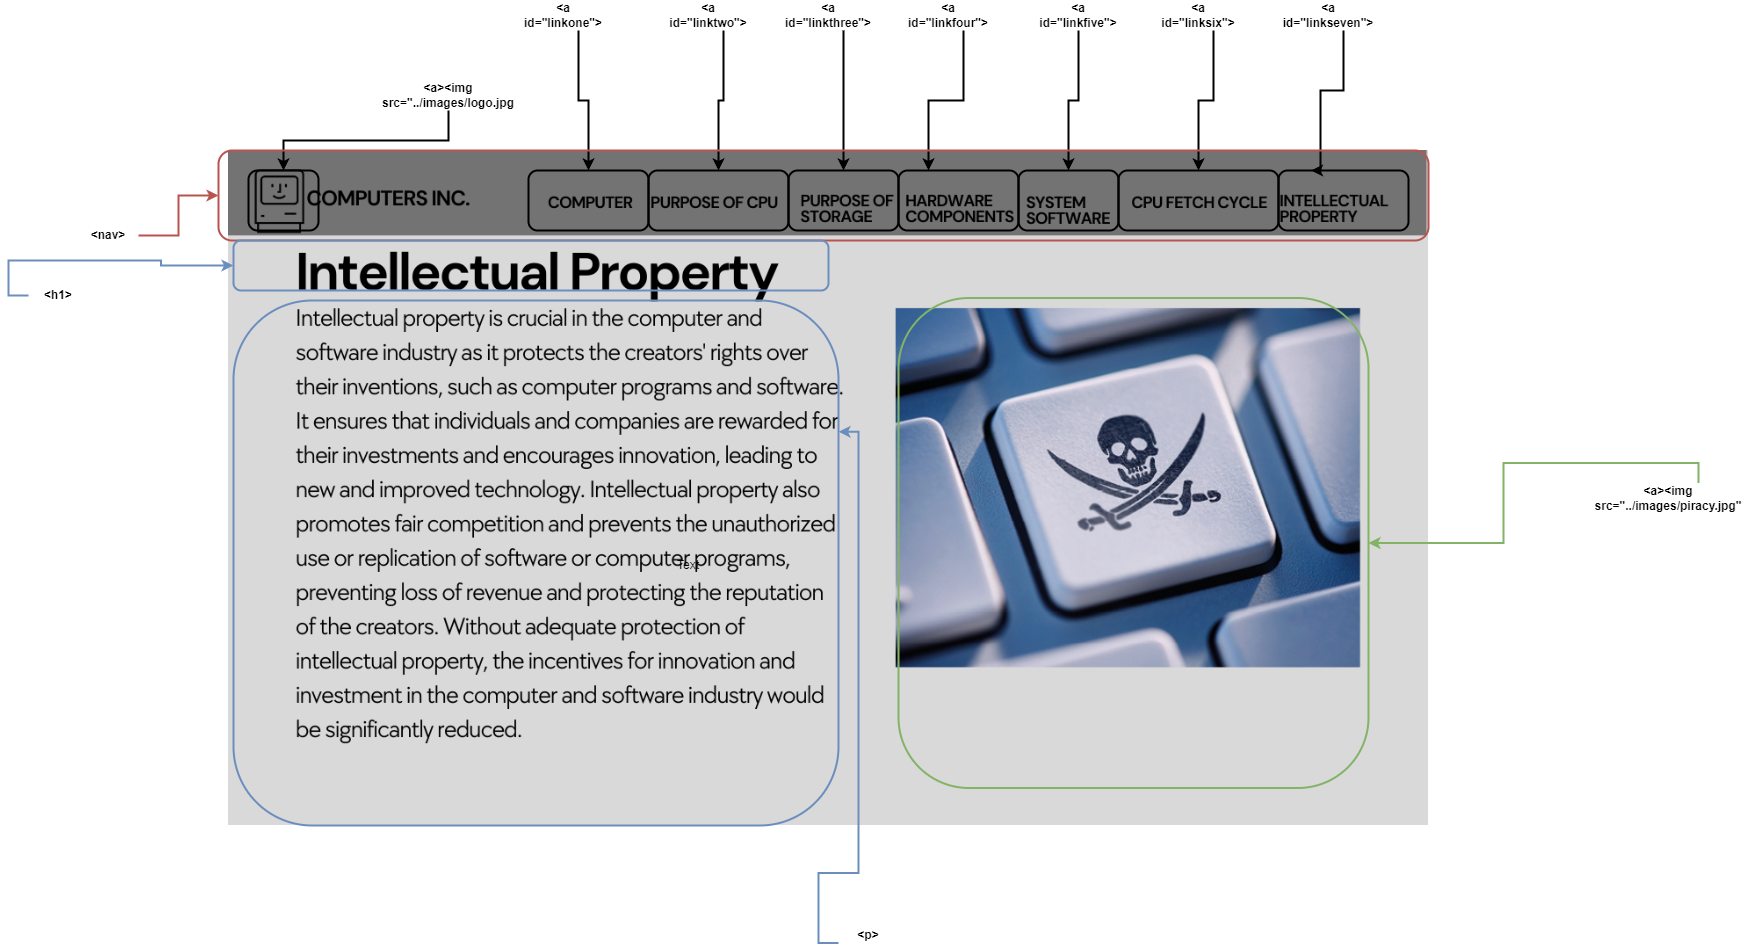 <a
id="linkone">
<a
id="linktwo">
<a
id="linkthree">
<a
id="linkfour">
<a
id="linkfive">
<a
id="linksix">
<a
id="linkseven">
<a><img
src="../images/logo.jpg
COMPUTERS INC.
COMPUTER
PURPOSE OF CPU
PURPOSE OF
STORAGE
HARDWARE
COMPONENTS
SYSTEM
SOFTWARE
CPU FETCH CYCLE
INTELLECTUAL
PROPERTY
<nav>
<h1>
Intellectual Property
Intellectual property is crucial in the computer and
software industry as it protects the creators' rights over
their inventions, such as computer programs and software.
It ensures that individuals and companies are rewarded for
their investments and encourages innovation, leading to
new and improved technology. Intellectual property also
promotes fair competition and prevents the unauthorized
use or replication of software or computer programs,
Text
preventing loss of revenue and protecting the reputation
of the creators. Without adequate protection of
intellectual property, the incentives for innovation and
investment in the computer and software industry would
be significantly reduced.
<a><img
src="../images/piracy.jpg"
<p>